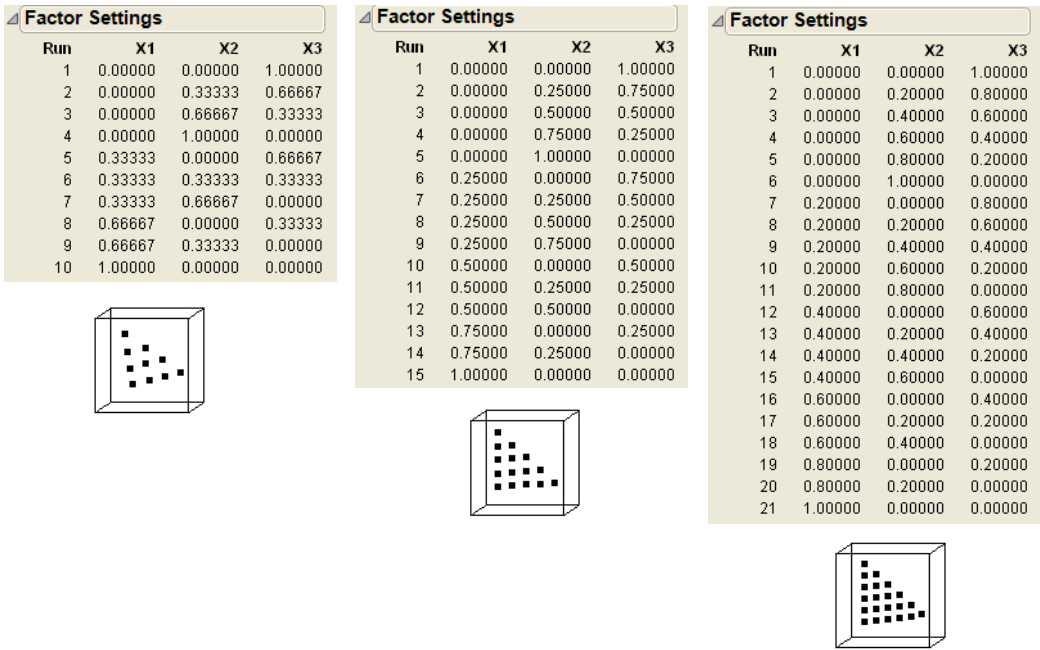 Factor Settings
Run X1 X2 X3
1 0.00000 0.00000 1.00000
2 0.00000 0.33333 0.66667
3 0.00000 0.66667 0.33333
4 0.00000 1.00000 0.00000
5 0.33333 0.00000 0.66667
6 0.33333 0.33333 0.33333
7 0.33333 0.66667 0.00000
8 0.66667 0.00000 0.33333
9 0.66667 0.33333 0.00000
10 1.00000 0.00000 0.00000
Factor Settings
Run X1 X2 X3
1 0.00000 0.00000 1.00000
2 0.00000 0.25000 0.75000
3 0.00000 0.50000 0.50000
4 0.00000 0.75000 0.25000
5 0.00000 1.00000 0.00000
6 0.25000 0.00000 0.75000
7 0.25000 0.25000 0.50000
8 0.25000 0.50000 0.25000
9 0.25000 0.75000 0.00000
10 0.50000 0.00000 0.50000
11 0.50000 0.25000 0.25000
12 0.50000 0.50000 0.00000
13 0.75000 0.00000 0.25000
14 0.75000 0.25000 0.00000
15 1.00000 0.00000 0.00000
Factor Settings
Run X1 X2 X3
1 0.00000 0.00000 1.00000
2 0.00000 0.20000 0.80000
3 0.00000 0.40000 0.60000
4 0.00000 0.60000 0.40000
5 0.00000 0.80000 0.20000
6 0.00000 1.00000 0.00000
7 0.20000 0.00000 0.80000
8 0.20000 0.20000 0.60000
9 0.20000 0.40000 0.40000
10 0.20000 0.60000 0.20000
11 0.20000 0.80000 0.00000
12 0.40000 0.00000 0.60000
13 0.40000 0.20000 0.40000
14 0.40000 0.40000 0.20000
15 0.40000 0.60000 0.00000
16 0.60000 0.00000 0.40000
17 0.60000 0.20000 0.20000
18 0.60000 0.40000 0.00000
19 0.80000 0.00000 0.20000
20 0.80000 0.20000 0.00000
21 1.00000 0.00000 0.00000